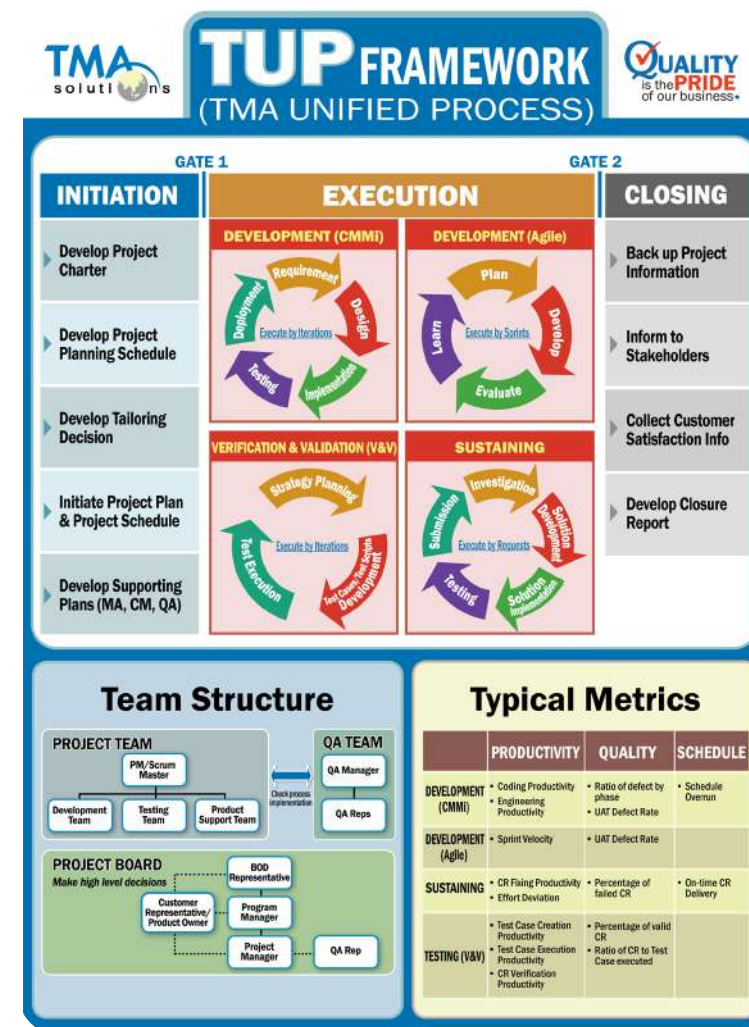 TMA
solutions
TUP FRAMEWORK
(TMA UNIFIED PROCESS)
QUALITY
is the PRIDE
of our business.
GATE 1
GATE 2
INITIATION
Develop Project
Charter
Develop Project
Planning Schedule
Develop Tailoring
Decision
Initiate Project Plan
& Project Schedule
Develop Supporting
Plans (MA, CM, QA)
EXECUTION
DEVELOPMENT (CMMi)
Requirement
Design
Implementation
Testing
Deployment
Execute by Iterations
DEVELOPMENT (Agile)
Plan
Develop
Evaluate
Learn
Execute by Sprints
VERIFICATION & VALIDATION (V&V)
Strategy Planning
Test Cases/Test Scripts
Development
Test Execution
Execute by Iterations
SUSTAINING
Investigation
Solution
Development
Solution
Implementation
Testing
Submission
Execute by Requests
CLOSING
Back up Project
Information
Inform to
Stakeholders
Collect Customer
Satisfaction Info
Develop Closure
Report
Team Structure
PROJECT TEAM
PM/Scrum
Master
Development
Team
Testing
Team
Product
Support Team
Check process
implementation
QA TEAM
QA Manager
QA Reps
PROJECT BOARD
Make high level decisions
BOD
Representative
Customer
Representative/
Product Owner
Program
Manager
Project
Manager
QA Rep
Typical Metrics
PRODUCTIVITY
QUALITY
SCHEDULE
DEVELOPMENT
(CMMi)
• Coding Productivity
• Engineering
Productivity
• Ratio of defect by
phase
• UAT Defect Rate
• Schedule
Overrun
DEVELOPMENT
(Agile)
• Sprint Velocity
• UAT Defect Rate
SUSTAINING
• CR Fixing Productivity
• Effort Deviation
• Percentage of
failed CR
• On-time CR
Delivery
TESTING (V&V)
• Test Case Creation
Productivity
• Test Case Execution
Productivity
• CR Verification
Productivity
• Percentage of valid
CR
• Ratio of CR to Test
Case executed